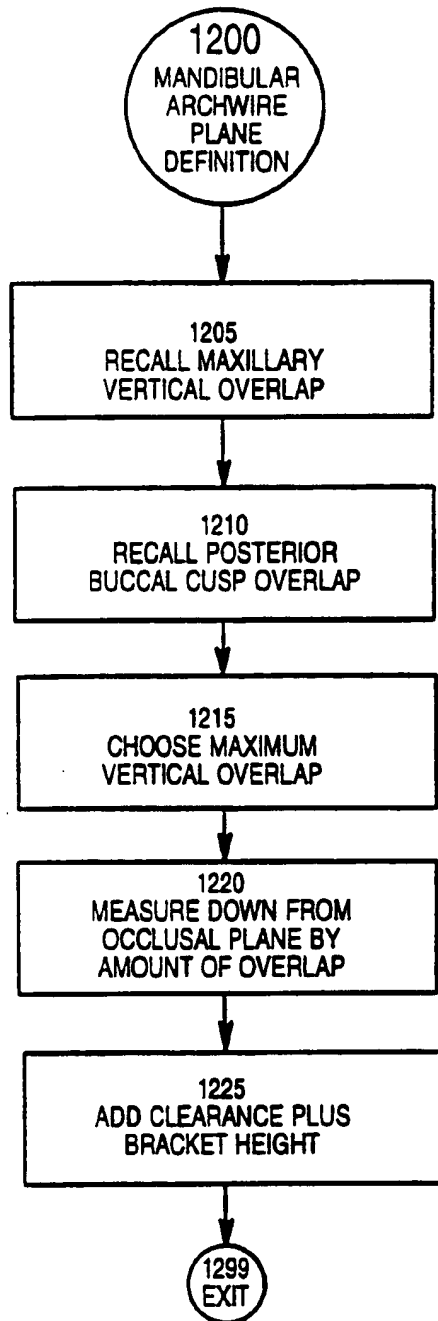 1200
MANDIBULAR
ARCHWIRE
PLANE
DEFINITION
1205
RECALL MAXILLARY
VERTICAL OVERLAP
1210
RECALL POSTERIOR
BUCCAL CUSP OVERLAP
1215
CHOOSE MAXIMUM
VERTICAL OVERLAP
1220
MEASURE DOWN FROM
OCCLUSAL PLANE BY
AMOUNT OF OVERLAP
1225
ADD CLEARANCE PLUS
BRACKET HEIGHT
1299
EXIT